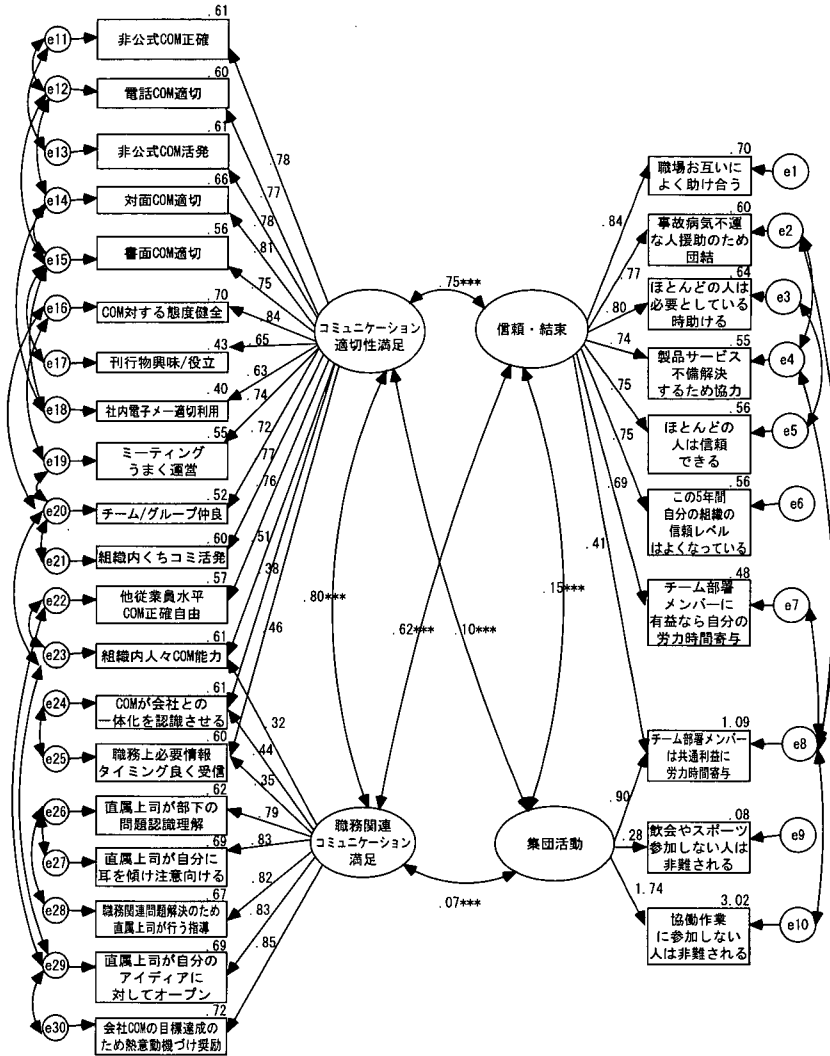 .61
e11
非公式COM正確
.60
e12
電話COM適切
.61
e13
非公式COM活発
.66
e14
対面COM適切
.56
e15
書面COM適切
.70
e16
COM対する態度健全
.43
e17
刊行物興味/役立
.40
e18
社内電子メー適切利用
.55
e19
ミーティング
うまく運営
.52
e20
チーム/グループ仲良
.60
e21
組織内くちコミ活発
.57
e22
他従業員水平
COM正確自由
.61
e23
組織内人々COM能力
.61
e24
COMが会社との
一体化を認識させる
.60
e25
職務上必要情報
タイミング良く受信
.62
e26
直属上司が部下の
問題認識理解
.69
e27
直属上司が自分に
耳を傾け注意向ける
.67
e28
職務関連問題解決のため
直属上司が行う指導
.69
e29
直属上司が自分の
アイディアに
対してオープン
.72
e30
会社COMの目標達成の
ため熱意動機づけ奨励
.78
.77
.78
.81
.75
.84
.65
.63
.74
.72
.77
.76
.51
.38
.46
.32
.44
.35
.79
.83
.82
.83
.85
コミュニケーション
適切性満足
.75***
信頼・結束
.80***
.62***
.10***
.15***
職務関連
コミュニケーション
満足
.07***
集団活動
.84
.77
.80
.74
.75
.75
.69
.41
.90
.28
1.74
.70
職場お互いに
よく助け合う
e1
.60
事故病気不運
な人援助のため
団結
e2
.64
ほとんどの人は
必要としている
時助ける
e3
.55
製品サービス
不備解決
するため協力
e4
.56
ほとんどの
人は信頼
できる
e5
.56
この5年間
自分の組織の
信頼レベル
はよくなっている
e6
.48
チーム部署
メンバーに
有益なら自分の
労力時間寄与
e7
1.09
チーム部署メンバー
は共通利益に
労力時間寄与
e8
.08
飲会やスポーツ
参加しない人は
非難される
e9
3.02
協働作業
に参加しない
人は非難される
e10